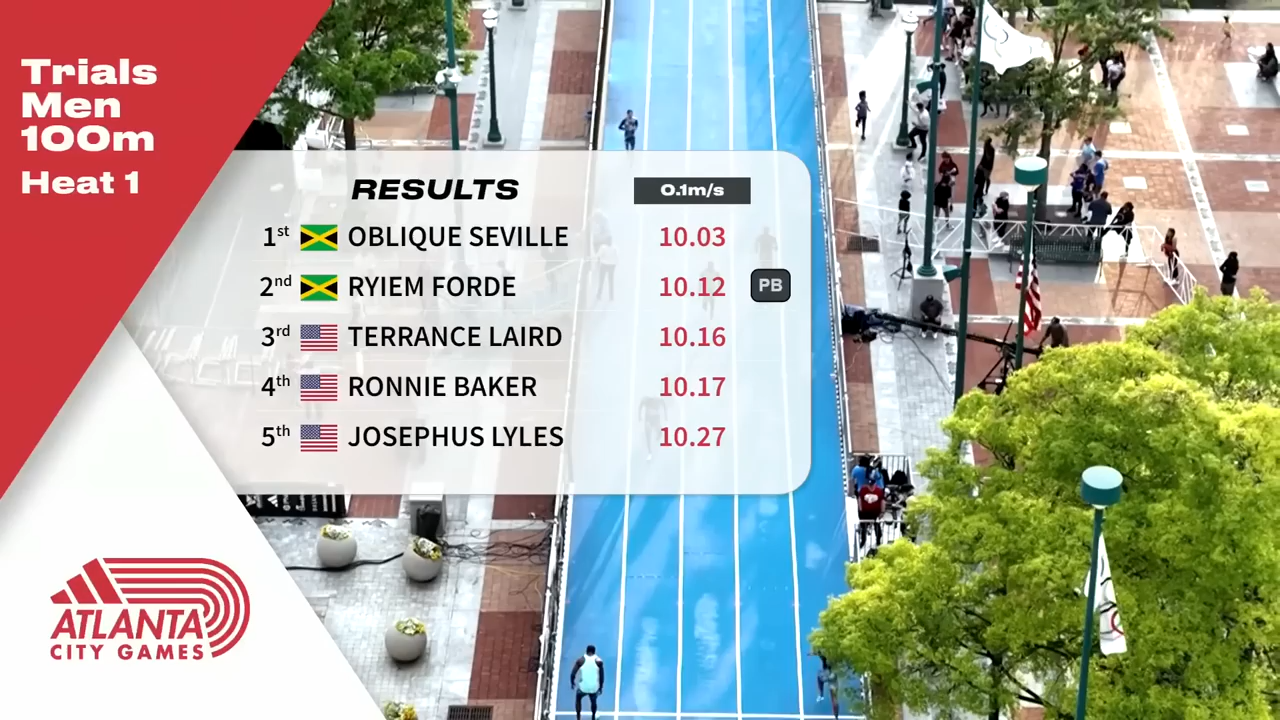 Trials
Men
100m
Heat 1
RESULTS 0.1m/s
1st OBLIQUE SEVILLE 10.03
2nd RYIEM FORDE 10.12 PB
3rd TERRANCE LAIRD 10.16
4th RONNIE BAKER 10.17
5th JOSEPHUS LYLES 10.27
ATLANTA
CITY GAMES